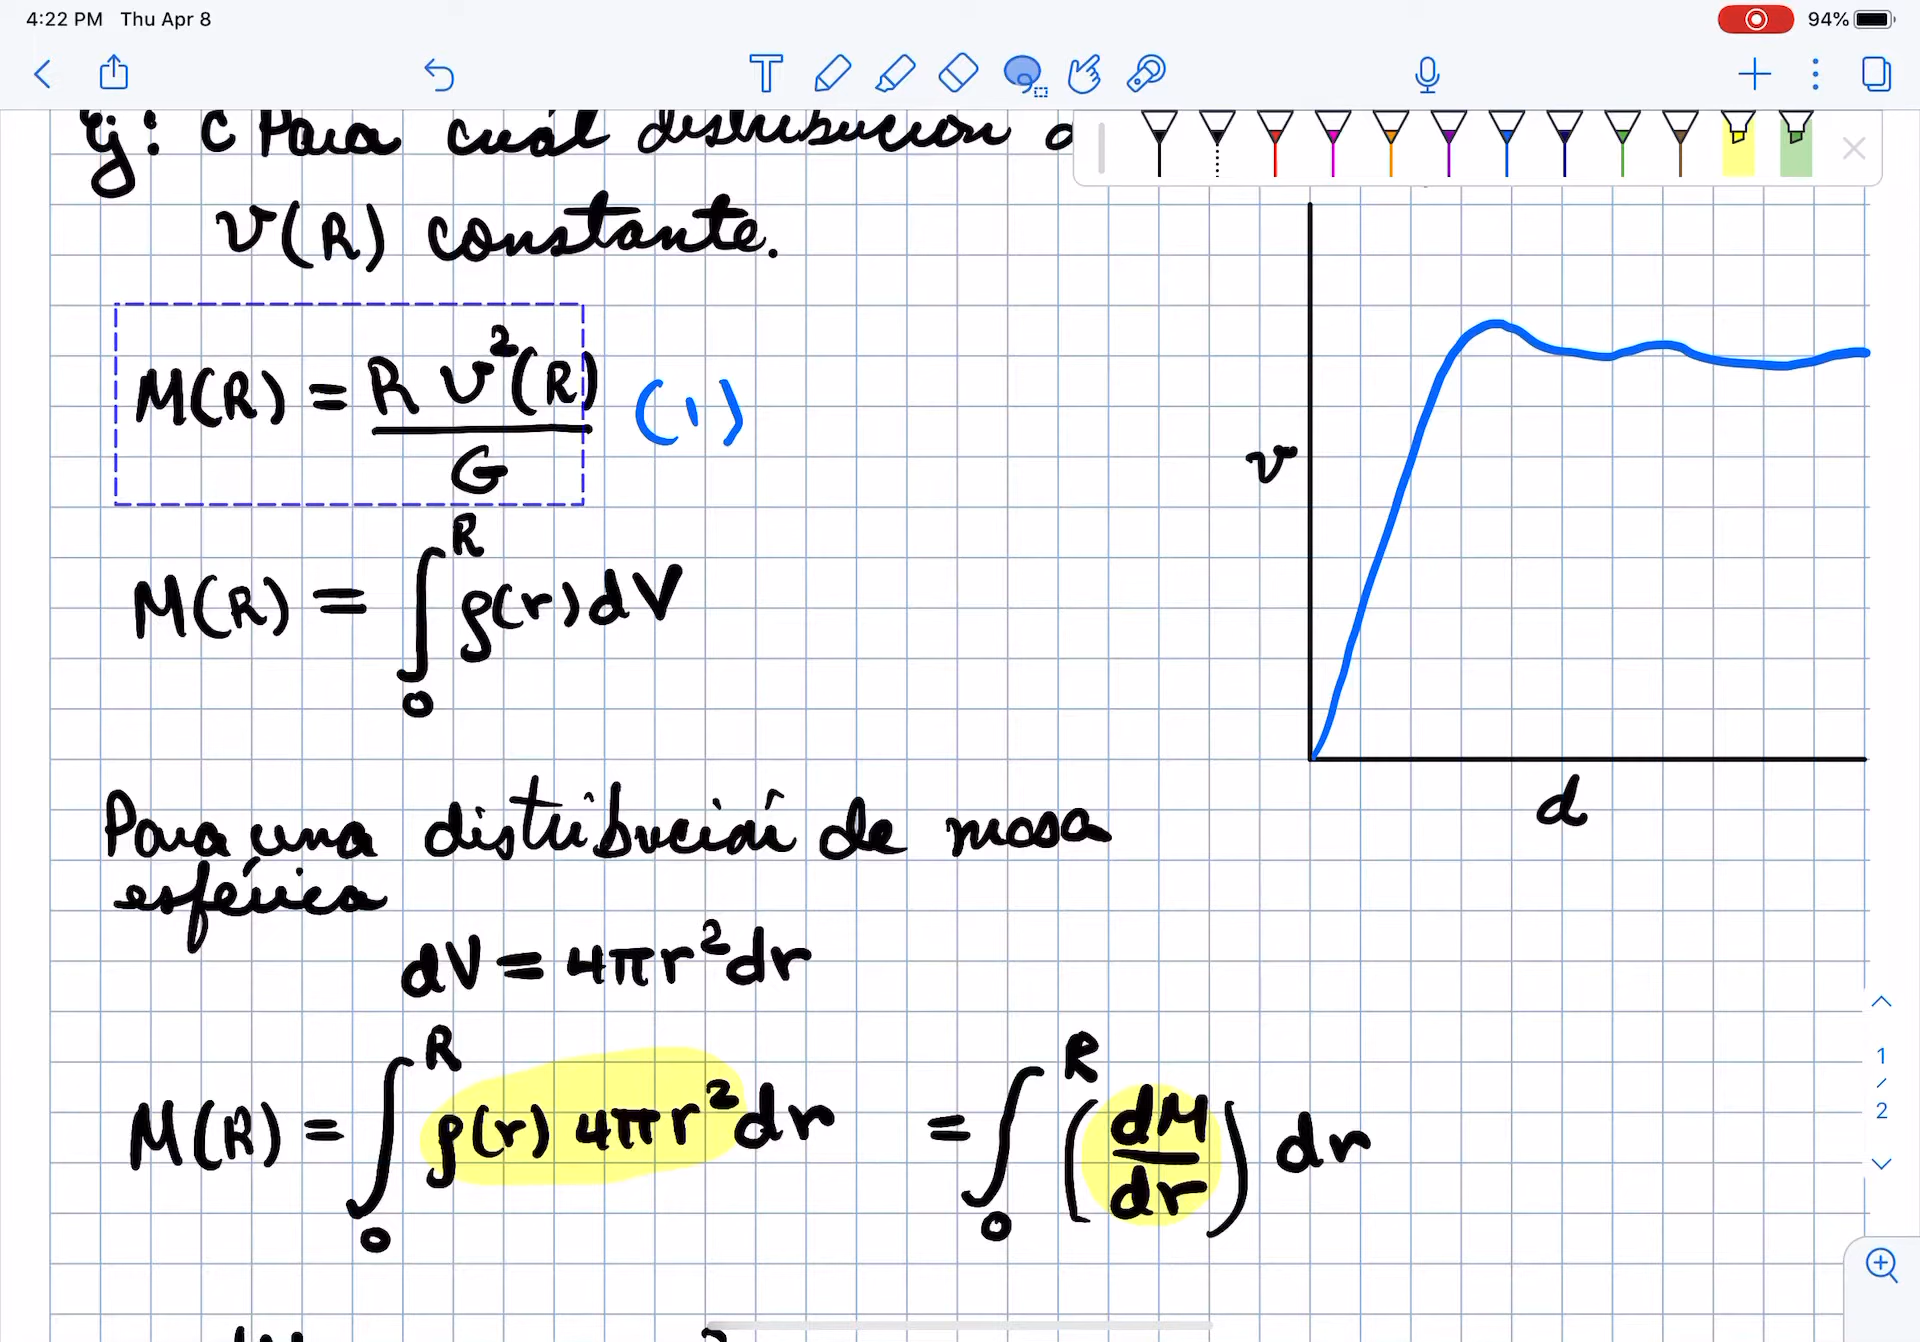 4:22 PM Thu Apr 8
94%
Ej: ¿Para cuál distribución
v(R) constante.
M(R) = R v²(R) / G (1)
M(R) = ∫₀ᴿ ρ(r) dV
v
d
Para una distribución de masa
esférica
dV = 4πr²dr
M(R) = ∫₀ᴿ ρ(r) 4πr² dr = ∫₀ᴿ (dM/dr) dr
1
/
2